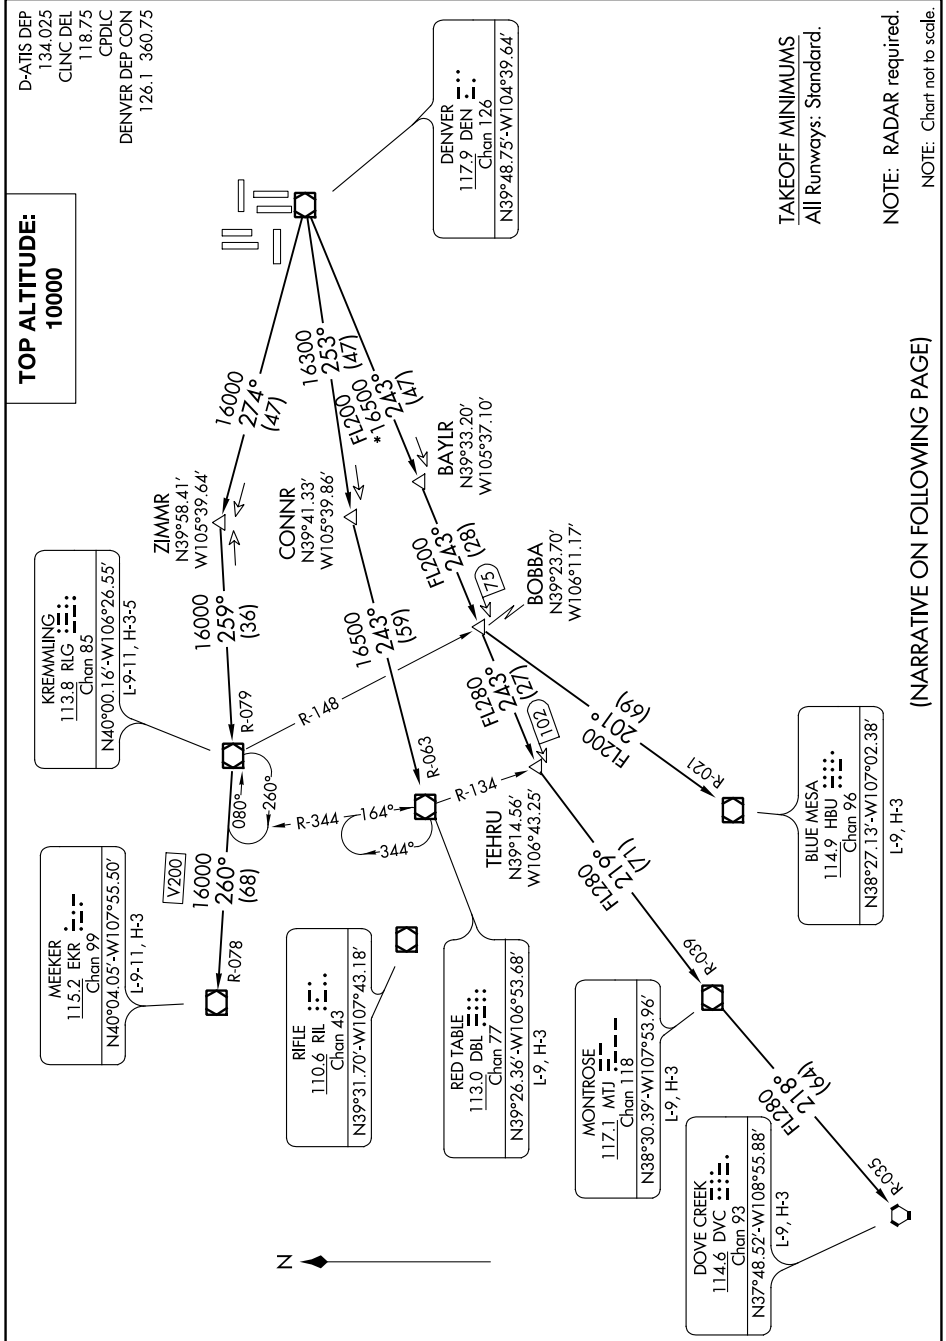 D-ATIS DEP
134.025
CLNC DEL
118.75
CPDLC
DENVER DEP CON
126.1 360.75
TOP ALTITUDE:
10000
DENVER
117.9 DEN
Chan 126
N39°48.75'-W104°39.64'
TAKEOFF MINIMUMS
All Runways: Standard.
NOTE: RADAR required.
NOTE: Chart not to scale.
16000
274°
(47)
16300
253°
(47)
FL200
*16500
243°
(47)
ZIMMR
N39°58.41'
W105°39.64'
CONNR
N39°41.33'
W105°39.86'
BAYLR
N39°33.20'
W105°37.10'
16000
259°
(36)
16500
243°
(59)
FL200
243°
(28)
75
BOBBA
N39°23.70'
W106°11.17'
KREMMLING
113.8 RLG
Chan 85
N40°00.16'-W106°26.55'
L-9-11, H-3-5
R-079
R-148
R-063
FL280
243°
(27)
102
FL200
201°
(69)
R-021
080°
260°
R-344
164°
344°
R-134
TEHRU
N39°14.56'
W106°43.25'
V200
16000
260°
(68)
R-078
MEEKER
115.2 EKR
Chan 99
N40°04.05'-W107°55.50'
L-9-11, H-3
RIFLE
110.6 RIL
Chan 43
N39°31.70'-W107°43.18'
RED TABLE
113.0 DBL
Chan 77
N39°26.36'-W106°53.68'
L-9, H-3
FL280
219°
(71)
R-039
BLUE MESA
114.9 HBU
Chan 96
N38°27.13'-W107°02.38'
L-9, H-3
MONTROSE
117.1 MTJ
Chan 118
N38°30.39'-W107°53.96'
L-9, H-3
FL280
218°
(64)
R-035
DOVE CREEK
114.6 DVC
Chan 93
N37°48.52'-W108°55.88'
L-9, H-3
N
(NARRATIVE ON FOLLOWING PAGE)